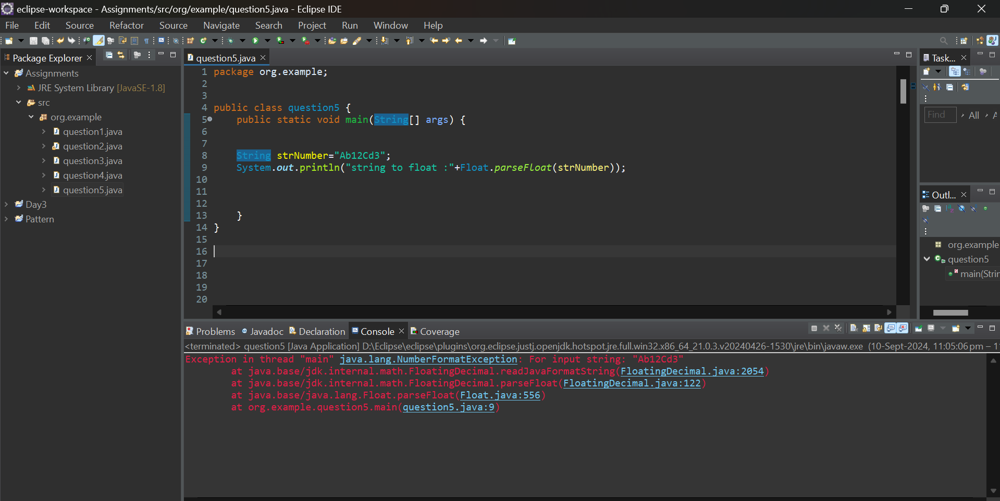 eclipse-workspace - Assignments/src/org/example/question5.java - Eclipse IDE
File Edit Source Refactor Source Navigate Search Project Run Window Help
Package Explorer
Assignments
JRE System Library [JavaSE-1.8]
src
org.example
question1.java
question2.java
question3.java
question4.java
question5.java
Day3
Pattern
question5.java
1 package org.example;
2
3
4 public class question5 {
5 public static void main(String[] args) {
6
7
8 String strNumber="Ab12Cd3";
9 System.out.println("string to float :"+Float.parseFloat(strNumber));
10
11
12
13 }
14 }
15
16
17
18
19
20
Task...
Find All A
Outl...
org.example
question5
main(Strin
Problems Javadoc Declaration Console Coverage
<terminated> question5 [Java Application] D:\Eclipse\eclipse\plugins\org.eclipse.justj.openjdk.hotspot.jre.full.win32.x86_64_21.0.3.v20240426-1530\jre\bin\javaw.exe (10-Sept-2024, 11:05:06 pm – 1
Exception in thread "main" java.lang.NumberFormatException: For input string: "Ab12Cd3"
at java.base/jdk.internal.math.FloatingDecimal.readJavaFormatString(FloatingDecimal.java:2054)
at java.base/jdk.internal.math.FloatingDecimal.parseFloat(FloatingDecimal.java:122)
at java.base/java.lang.Float.parseFloat(Float.java:556)
at org.example.question5.main(question5.java:9)